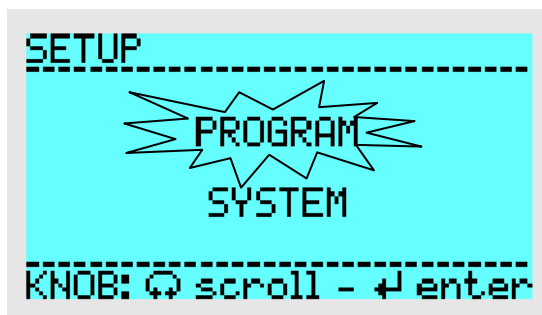 SETUP
PROGRAM
SYSTEM
KNOB: ↻ scroll - ↵ enter